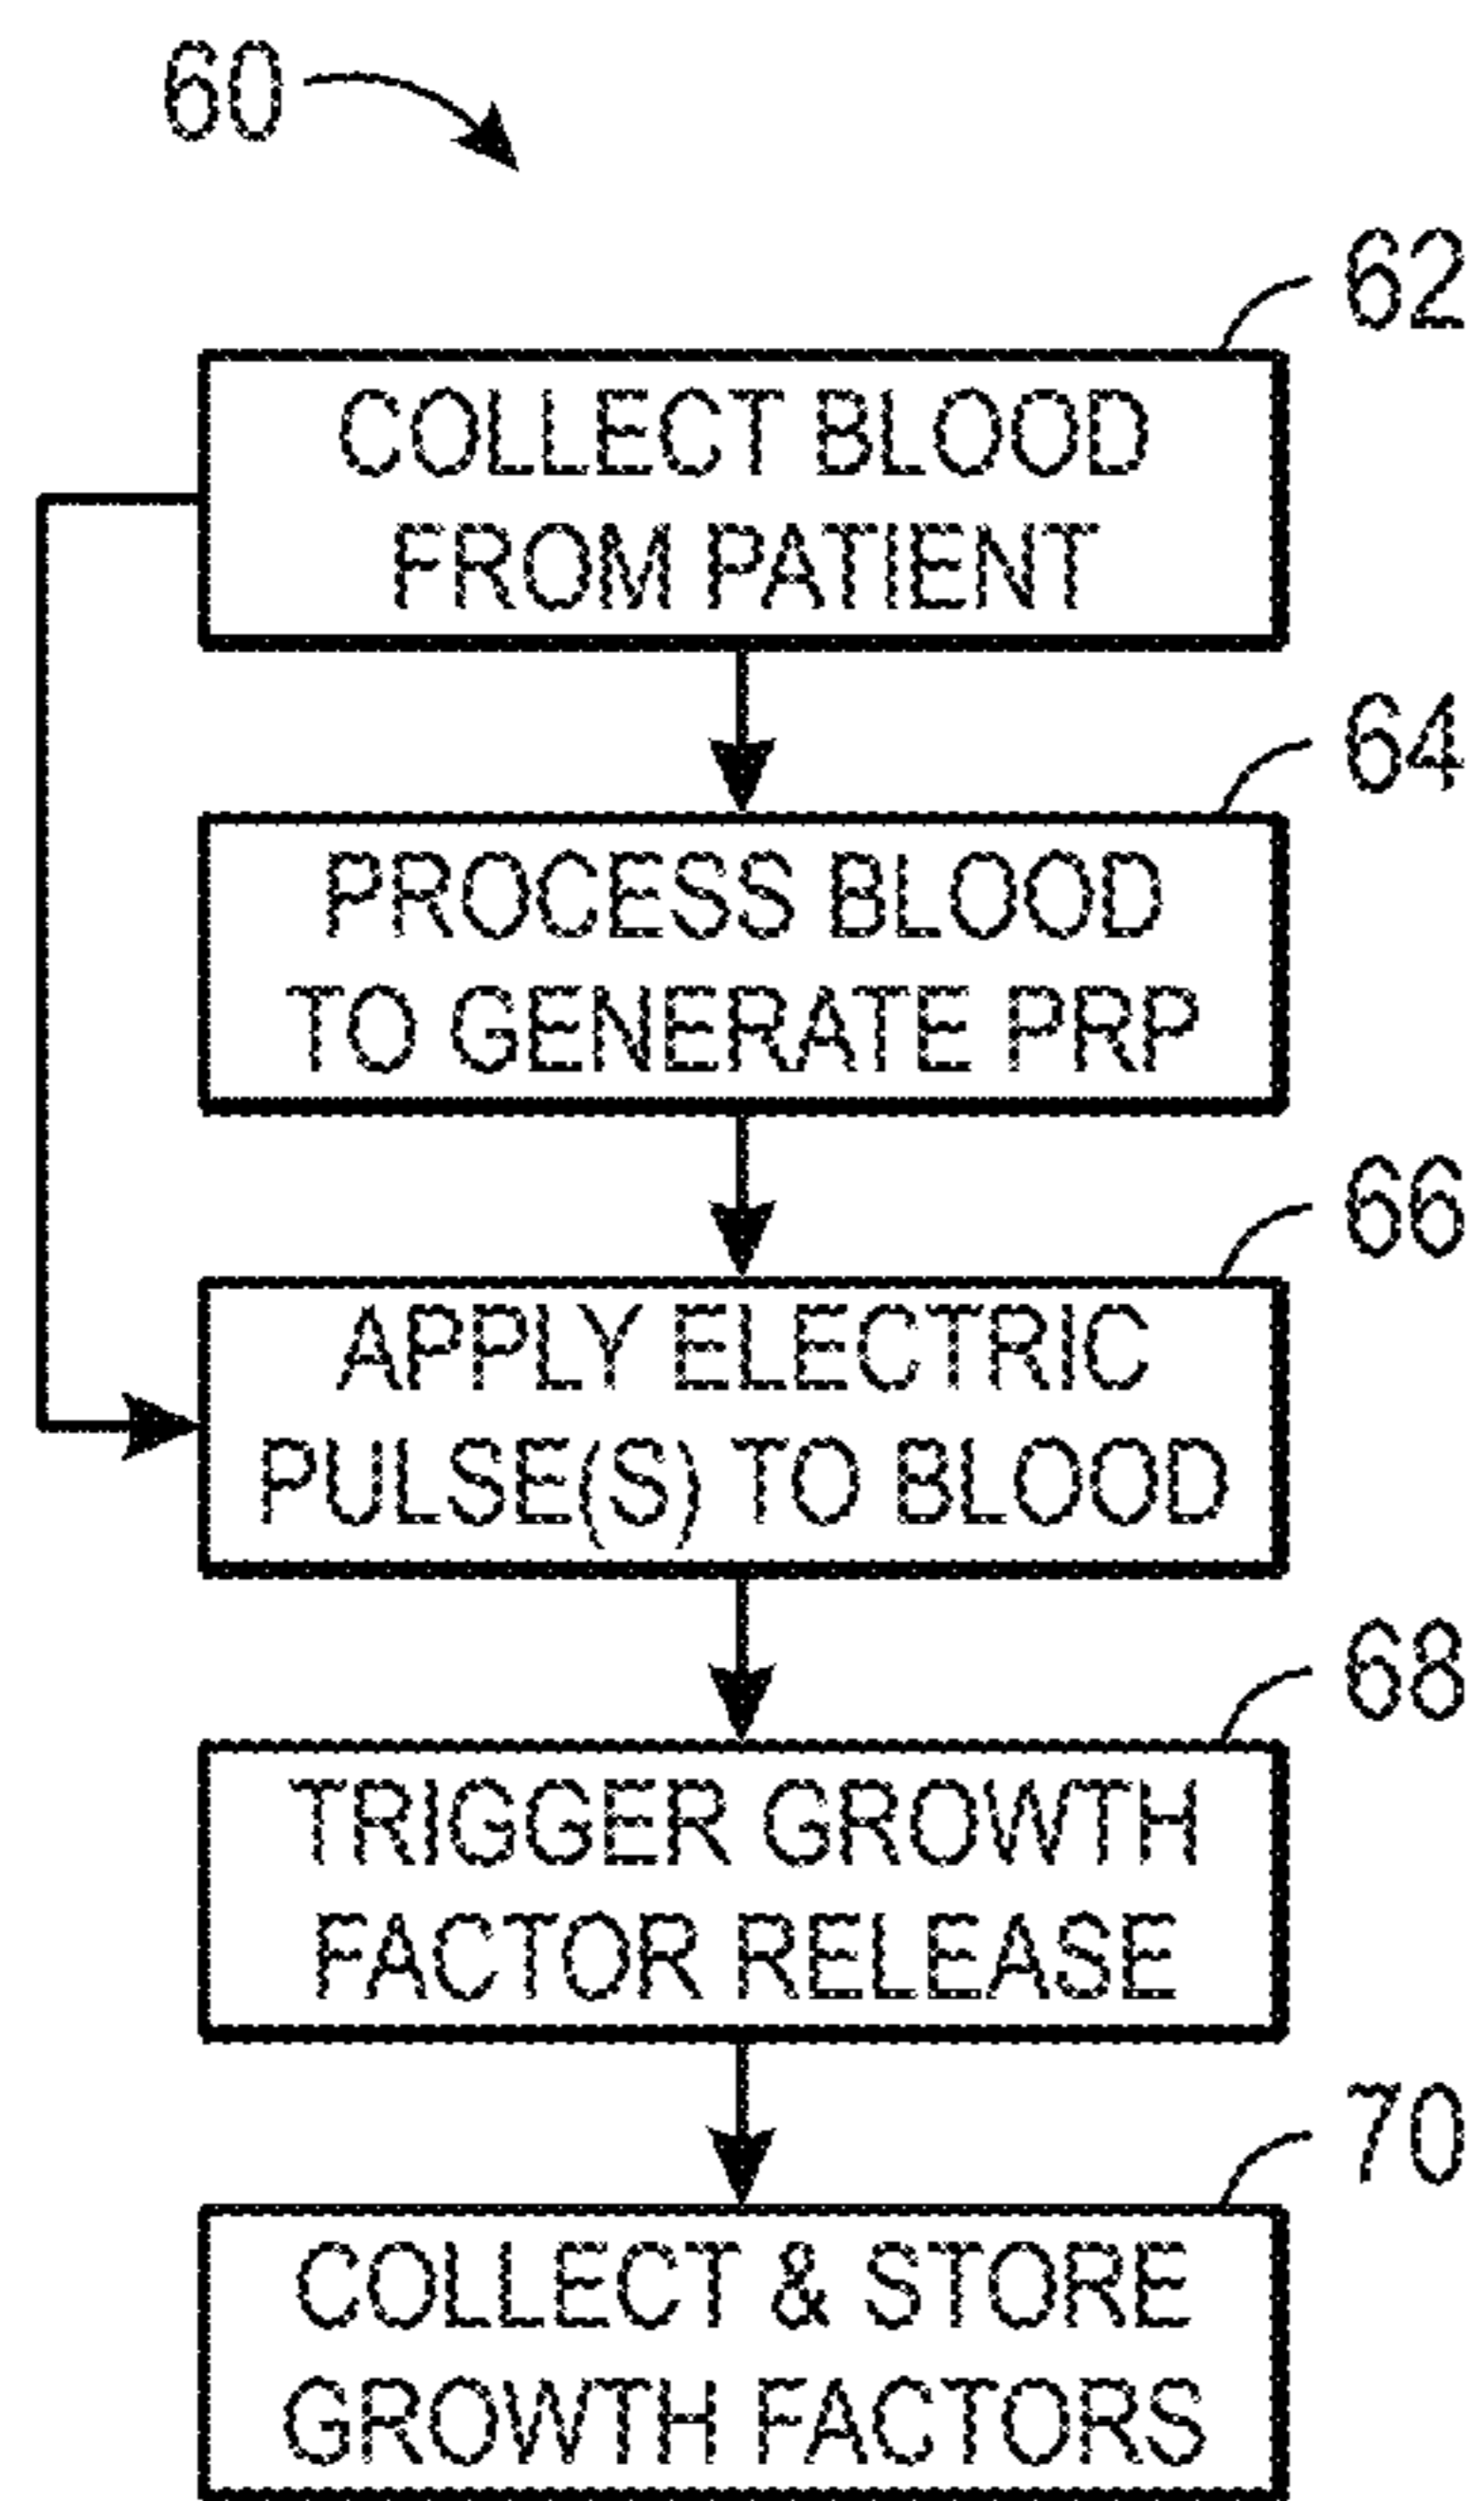 60
62
COLLECT BLOOD
FROM PATIENT
64
PROCESS BLOOD
TO GENERATE PRP
66
APPLY ELECTRIC
PULSE(S) TO BLOOD
68
TRIGGER GROWTH
FACTOR RELEASE
70
COLLECT & STORE
GROWTH FACTORS